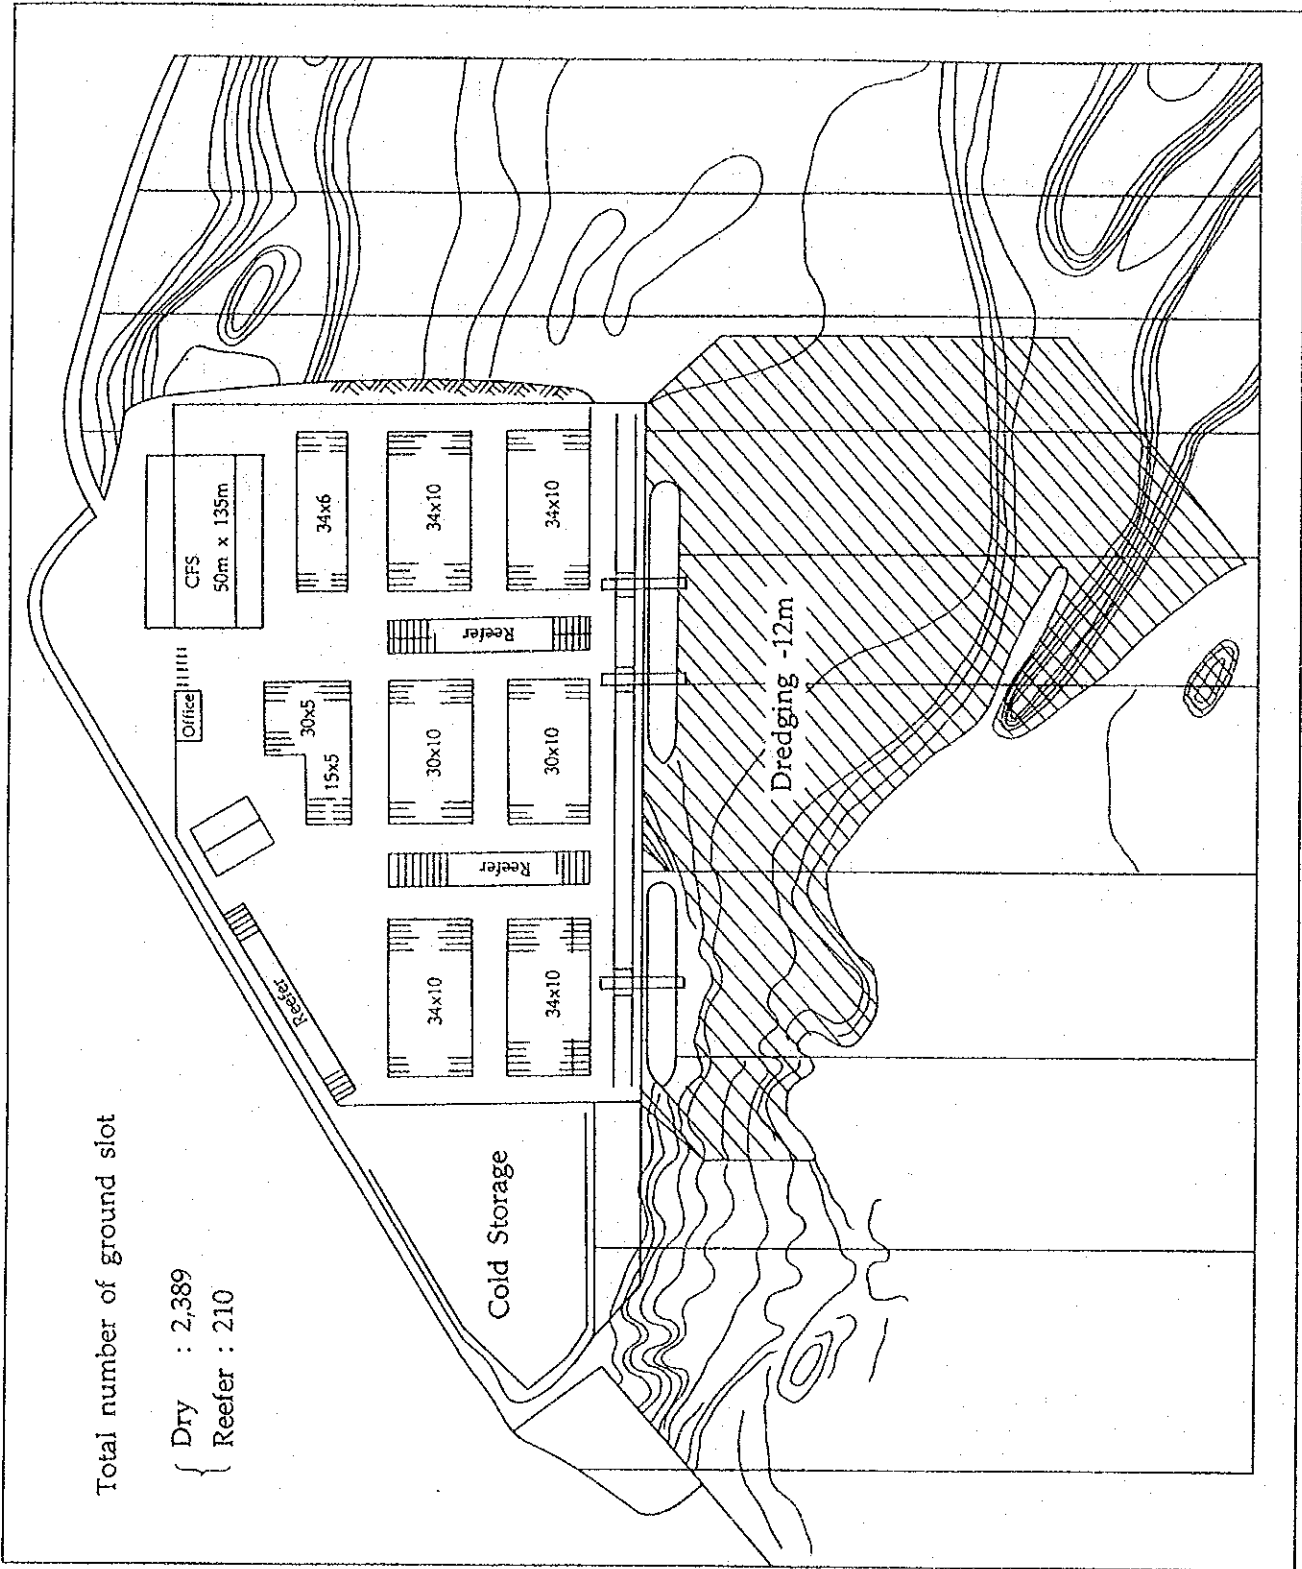 Total number of ground slot
{ Dry : 2,389
{ Reefer : 210
Cold Storage
Reefer
Office
CFS
50m x 135m
15x5
30x5
34x6
34x10
Reefer
30x10
Reefer
34x10
34x10
30x10
34x10
Dredging -12m